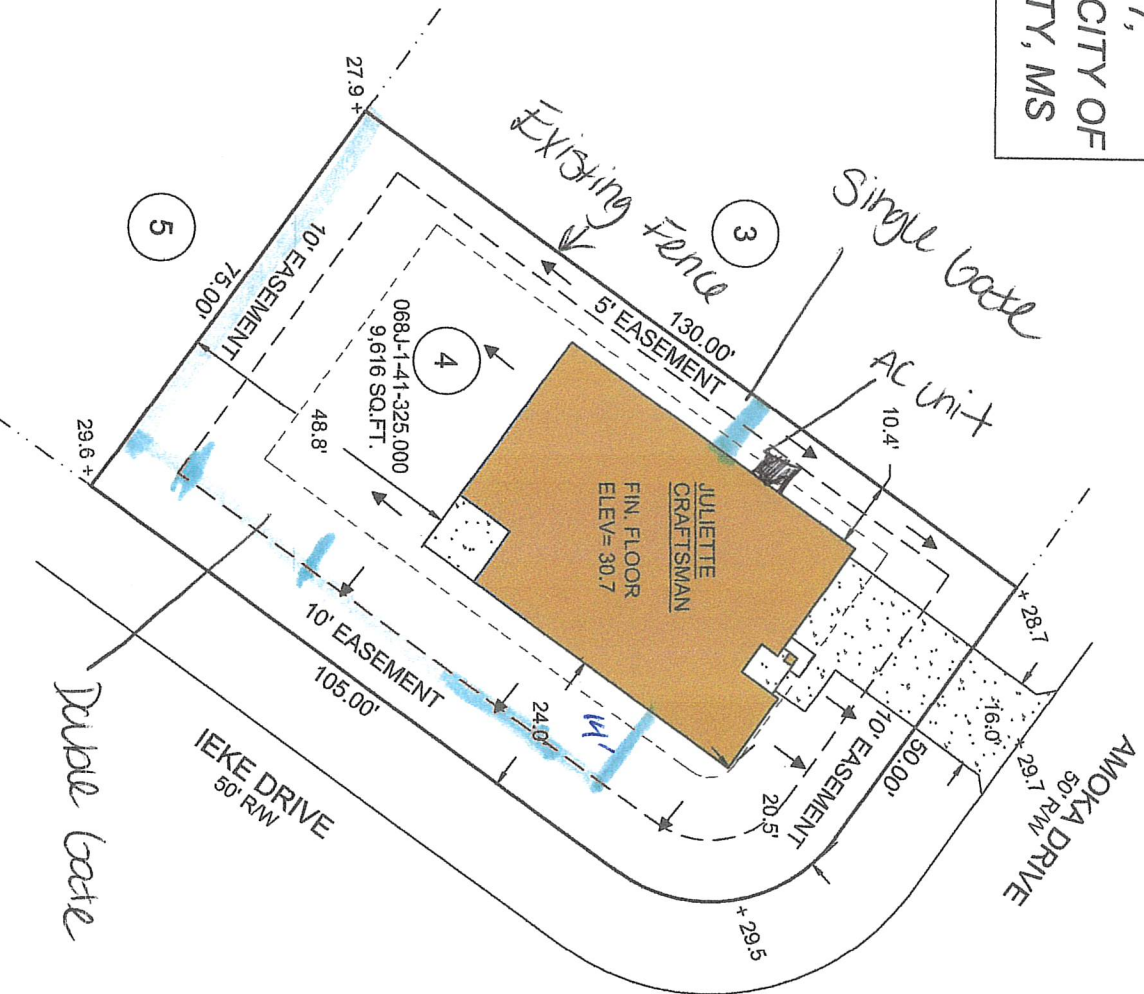 CITY OF
TY, MS
Existing Fence
3
Single Gate
AC unit
27.9 +
5
10' EASEMENT
75.00'
130.00'
5' EASEMENT
10.4'
4
068J-1-41-325.000
9,616 SQ.FT.
48.8'
29.6 +
JULIETTE
CRAFTSMAN
FIN. FLOOR
ELEV= 30.7
+ 28.7
16.0'
+ 29.7
AMOKA DRIVE
50' R/W
50.00'
10' EASEMENT
20.5'
24.0'
14'
10' EASEMENT
105.00'
+ 29.5
IEKE DRIVE
50' R/W
Double Gate